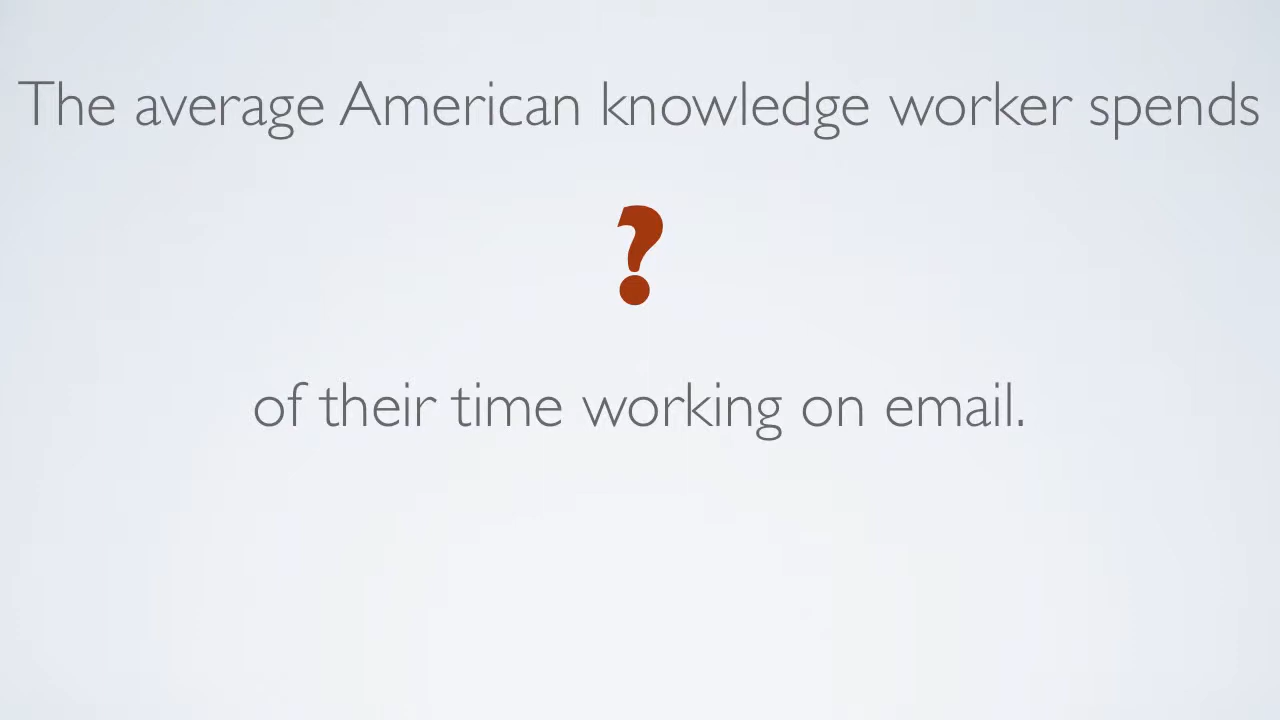 The average American knowledge worker spends
?
of their time working on email.